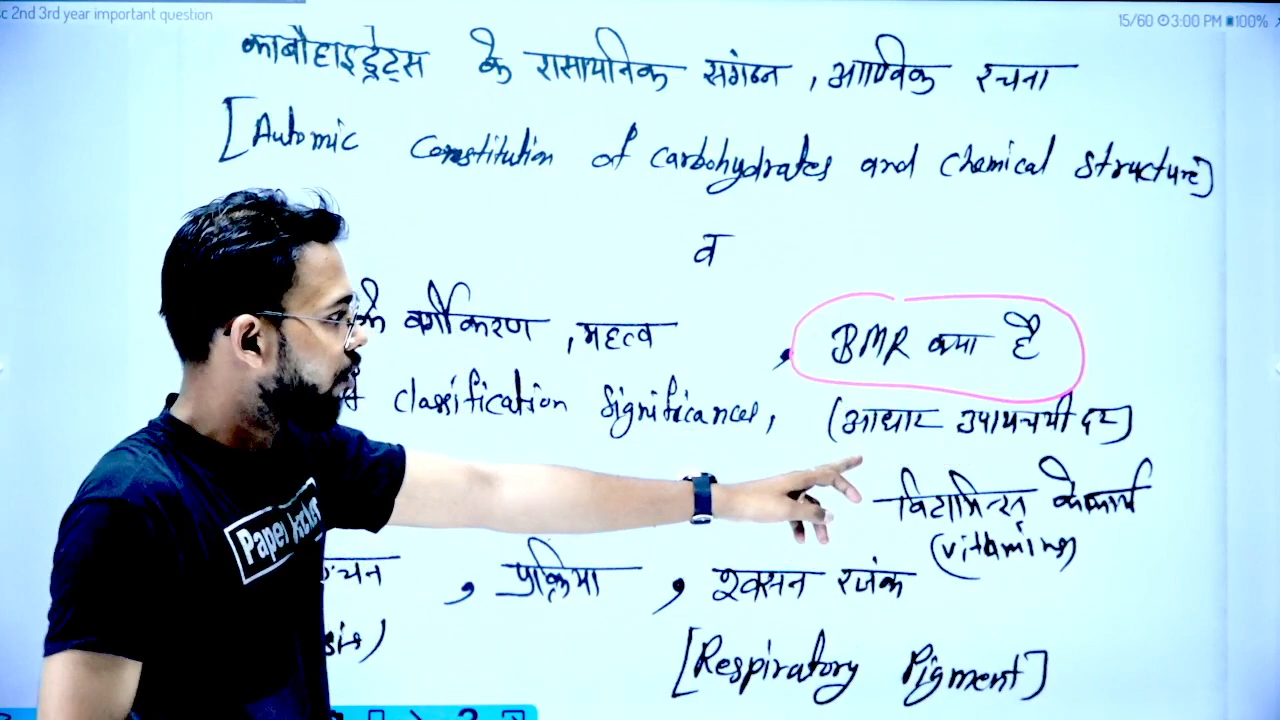 c 2nd 3rd year important question
15/60 3:00 PM 100%
कार्बोहाइड्रेट्स के रासायनिक संगठन , आण्विक रचना
[Automic Constitution of carbohydrates and chemical structure]
व
के वर्गीकरण , महत्व , BMR क्या है
classification significances, (आधार उपापचयी दर)
विटामिन्स् के कार्य
(vitamins)
, प्रक्रिया , श्वसन रंजक
sis)
[Respiratory Pigment]
Paper